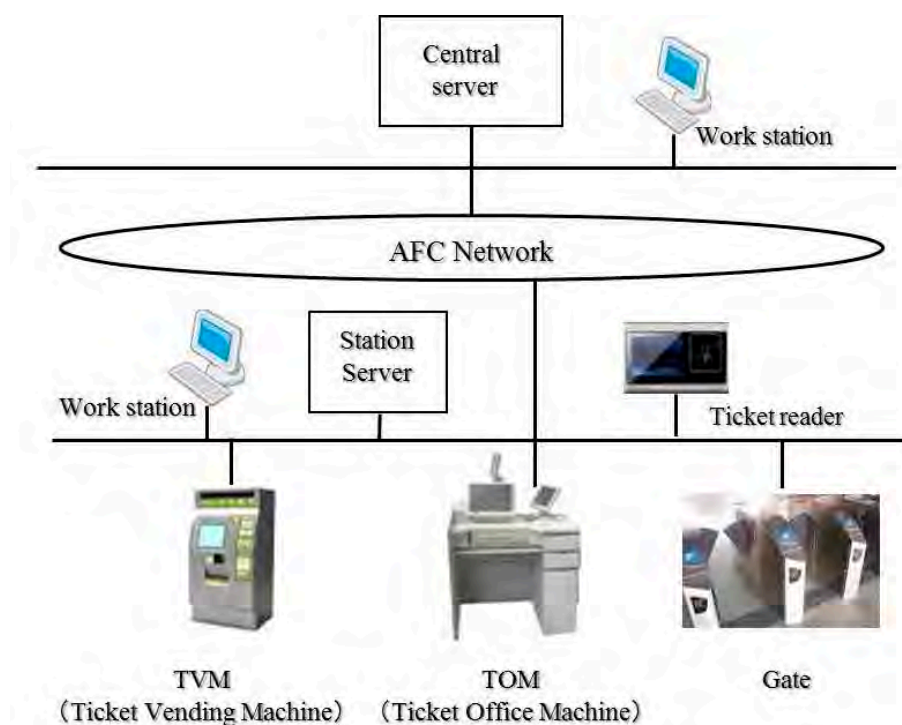 Central
server
Work station
AFC Network
Station
Server
Work station
Ticket reader
TVM
（Ticket Vending Machine）
TOM
（Ticket Office Machine）
Gate